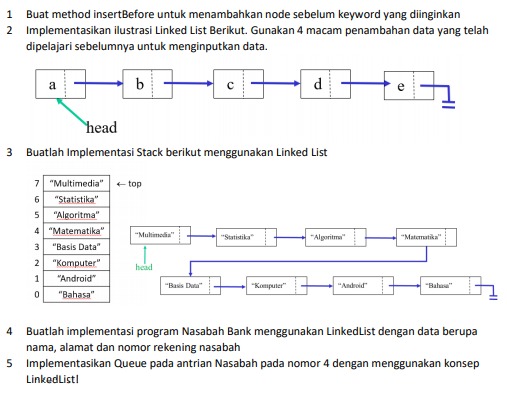 1 Buat method insertBefore untuk menambahkan node sebelum keyword yang diinginkan
2 Implementasikan ilustrasi Linked List Berikut. Gunakan 4 macam penambahan data yang telah
dipelajari sebelumnya untuk menginputkan data.
a b c d e
head
3 Buatlah Implementasi Stack berikut menggunakan Linked List
7 "Multimedia" ← top
6 "Statistika"
5 "Algoritma"
4 "Matematika"
3 "Basis Data"
2 "Komputer"
1 "Android"
0 "Bahasa"
"Multimedia" "Statistika" "Algoritma" "Matematika"
head
"Basis Data" "Komputer" "Android" "Bahasa"
4 Buatlah implementasi program Nasabah Bank menggunakan LinkedList dengan data berupa
nama, alamat dan nomor rekening nasabah
5 Implementasikan Queue pada antrian Nasabah pada nomor 4 dengan menggunakan konsep
LinkedList!